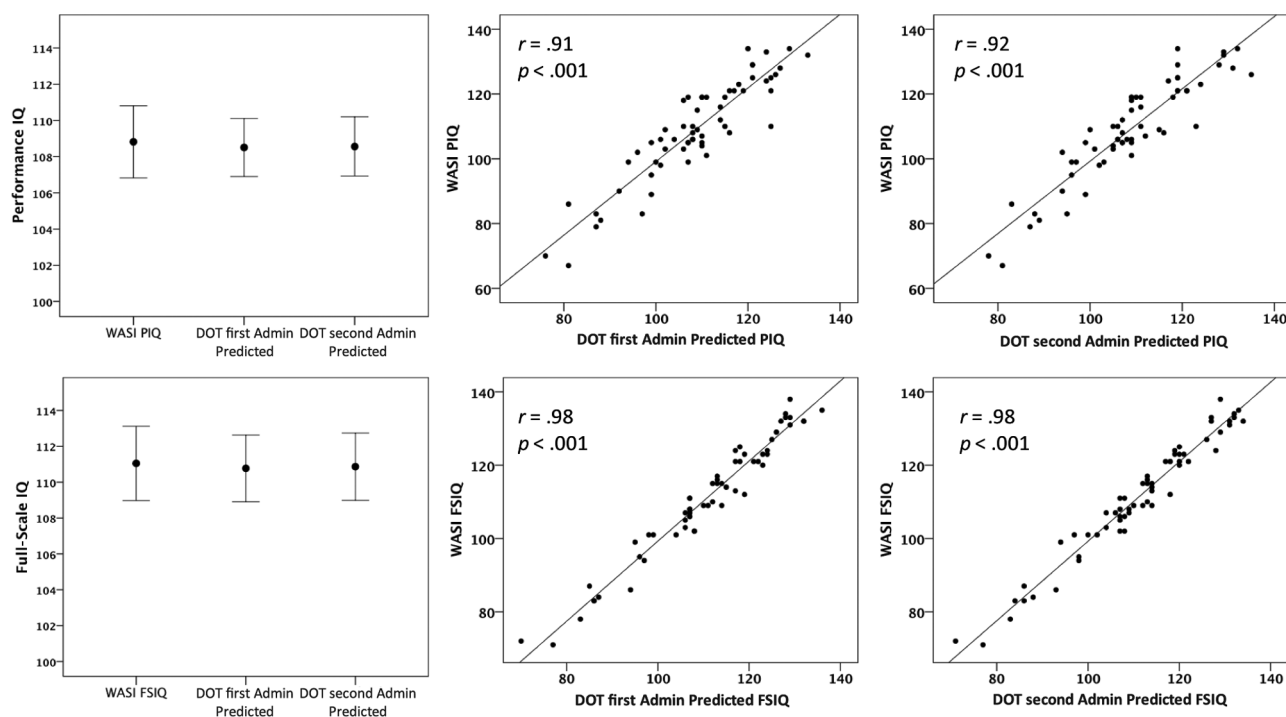 Performance IQ
114
112
110
108
106
104
102
100
WASI PIQ
DOT first Admin
Predicted
DOT second Admin
Predicted
r = .91
p < .001
WASI PIQ
140
120
100
80
60
80
100
120
140
DOT first Admin Predicted PIQ
r = .92
p < .001
WASI PIQ
140
120
100
80
60
80
100
120
140
DOT second Admin Predicted PIQ
Full-Scale IQ
114
112
110
108
106
104
102
100
WASI FSIQ
DOT first Admin
Predicted
DOT second Admin
Predicted
r = .98
p < .001
WASI FSIQ
140
120
100
80
80
100
120
140
DOT first Admin Predicted FSIQ
r = .98
p < .001
WASI FSIQ
140
120
100
80
80
100
120
140
DOT second Admin Predicted FSIQ